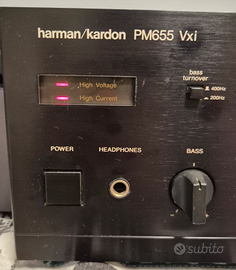 harman/kardon PM655 Vxi
High Voltage
High Current
bass
turnover
400Hz
200Hz
POWER
HEADPHONES
BASS
subito